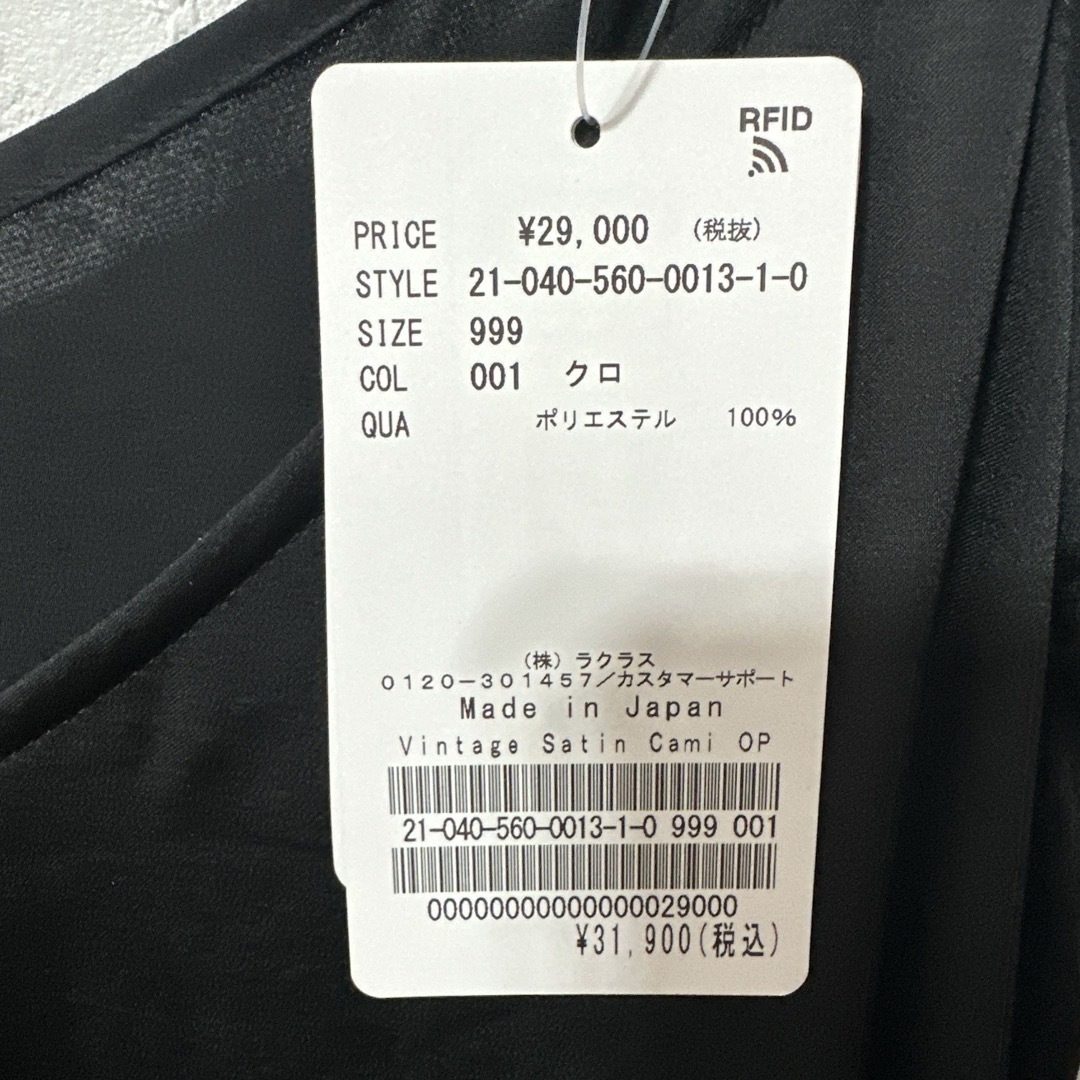 RFID
PRICE ¥29,000 (税抜)
STYLE 21-040-560-0013-1-0
SIZE 999
COL 001 クロ
QUA ポリエステル 100%
(株)ラクラス
0120-301457/カスタマーサポート
Made in Japan
Vintage Satin Cami OP
21-040-560-0013-1-0 999 001
00000000000000029000
¥31,900(税込)